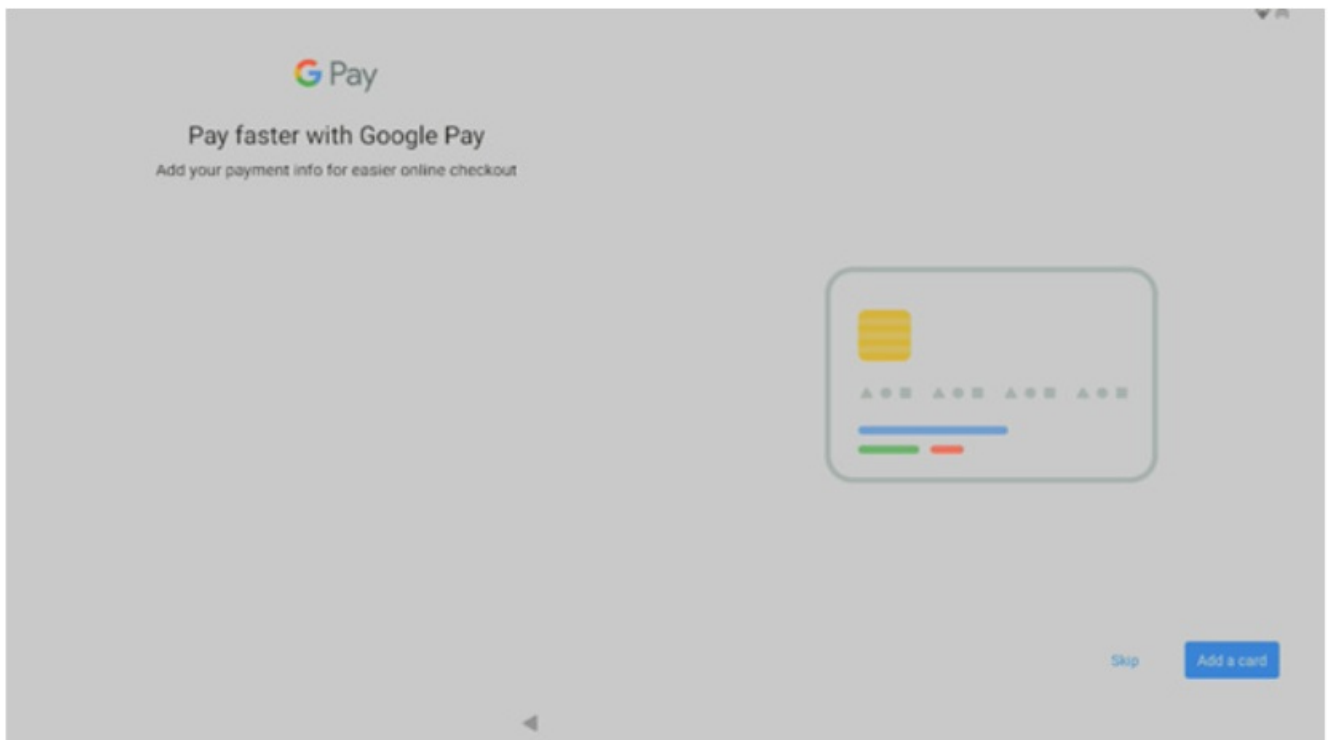 G Pay
Pay faster with Google Pay
Add your payment info for easier online checkout
Skip
Add a card